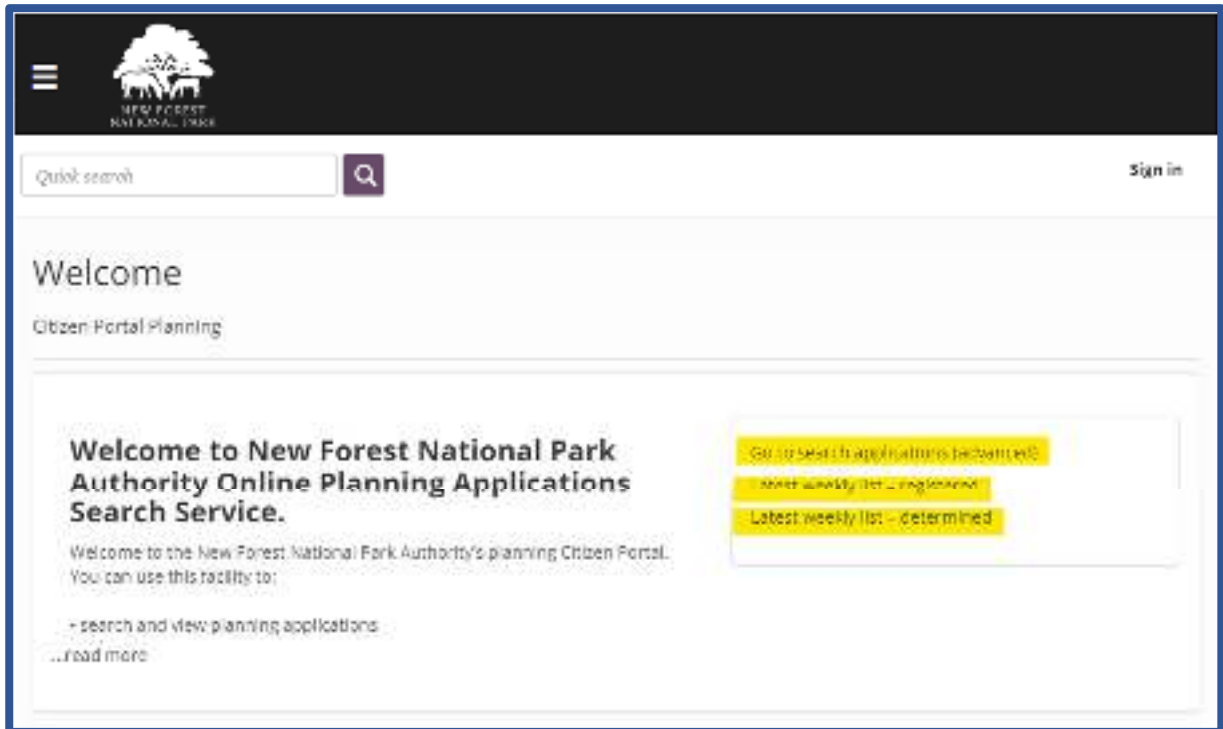 NEW FOREST
NATIONAL PARK
Quick search
Sign in
Welcome
Citizen Portal Planning
Welcome to New Forest National Park
Authority Online Planning Applications
Search Service.
Welcome to the New Forest National Park Authority's planning Citizen Portal.
You can use this facility to:
- search and view planning applications
...read more
Go to search applications (advanced)
Latest weekly list – registered
Latest weekly list – determined